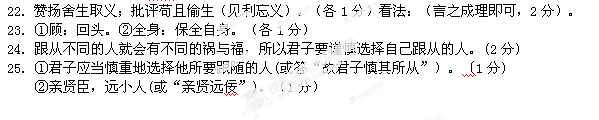 22. 赞扬舍生取义；批评苟且偷生（见利忘义）。（各1分）看法：（言之成理即可，2分）。
23. ①顾：回头。②全身：保全自身。（各1分）
24. 跟从不同的人就会有不同的祸与福，所以君子要谨慎选择自己跟从的人。(2分)
25. ①君子应当慎重地选择他所要跟随的人(或答“故君子慎其所从”)。〔1分)
②亲贤臣，远小人(或“亲贤远佞”)。（1分）